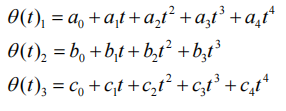 θ(t)₁ = a₀ + a₁t + a₂t² + a₃t³ + a₄t⁴
θ(t)₂ = b₀ + b₁t + b₂t² + b₃t³
θ(t)₃ = c₀ + c₁t + c₂t² + c₃t³ + c₄t⁴